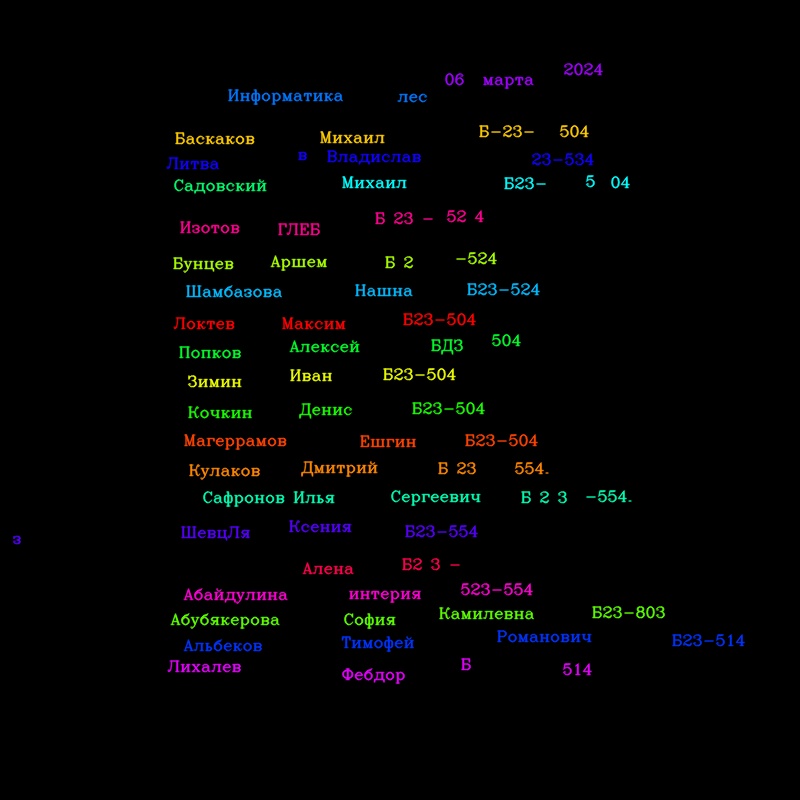 06 марта 2024
Информатика лес
Баскаков Михаил Б-23- 504
Литва в Владислав 23-534
Садовский Михаил Б23- 5 04
Изотов ГЛЕБ Б 23 - 52 4
Бунцев Аршем Б 2 -524
Шамбазова Нашна Б23-524
Локтев Максим Б23-504
Попков Алексей БДЗ 504
Зимин Иван Б23-504
Кочкин Денис Б23-504
Магеррамов Ешгин Б23-504
Кулаков Дмитрий Б 23 554.
Сафронов Илья Сергеевич Б 2 3 -554.
ШевцЛя Ксения Б23-554
з
Алена Б2 3 -
Абайдулина интерия 523-554
Абубякерова София Камилевна Б23-803
Альбеков Тимофей Романович Б23-514
Лихалев Фебдор Б 514